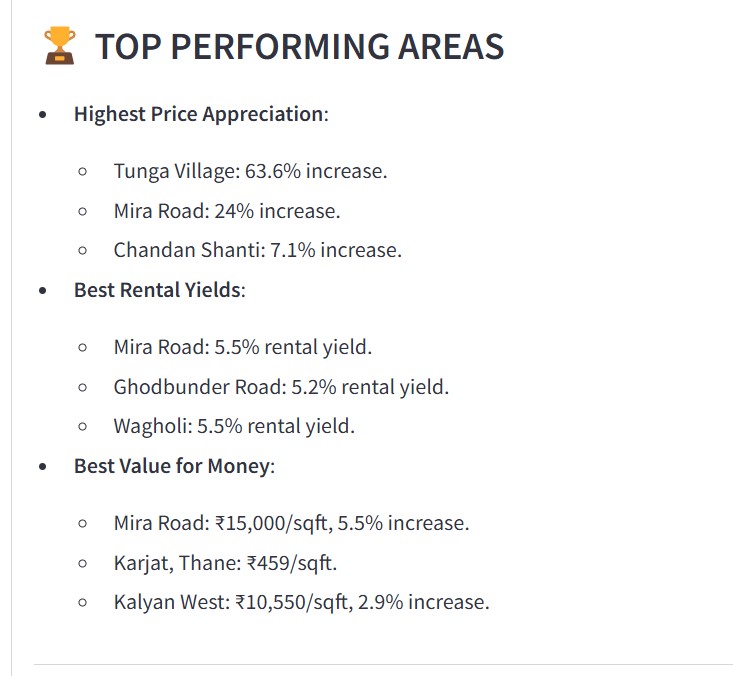 🏆 TOP PERFORMING AREAS
• Highest Price Appreciation:
○ Tunga Village: 63.6% increase.
○ Mira Road: 24% increase.
○ Chandan Shanti: 7.1% increase.
• Best Rental Yields:
○ Mira Road: 5.5% rental yield.
○ Ghodbunder Road: 5.2% rental yield.
○ Wagholi: 5.5% rental yield.
• Best Value for Money:
○ Mira Road: ₹15,000/sqft, 5.5% increase.
○ Karjat, Thane: ₹459/sqft.
○ Kalyan West: ₹10,550/sqft, 2.9% increase.